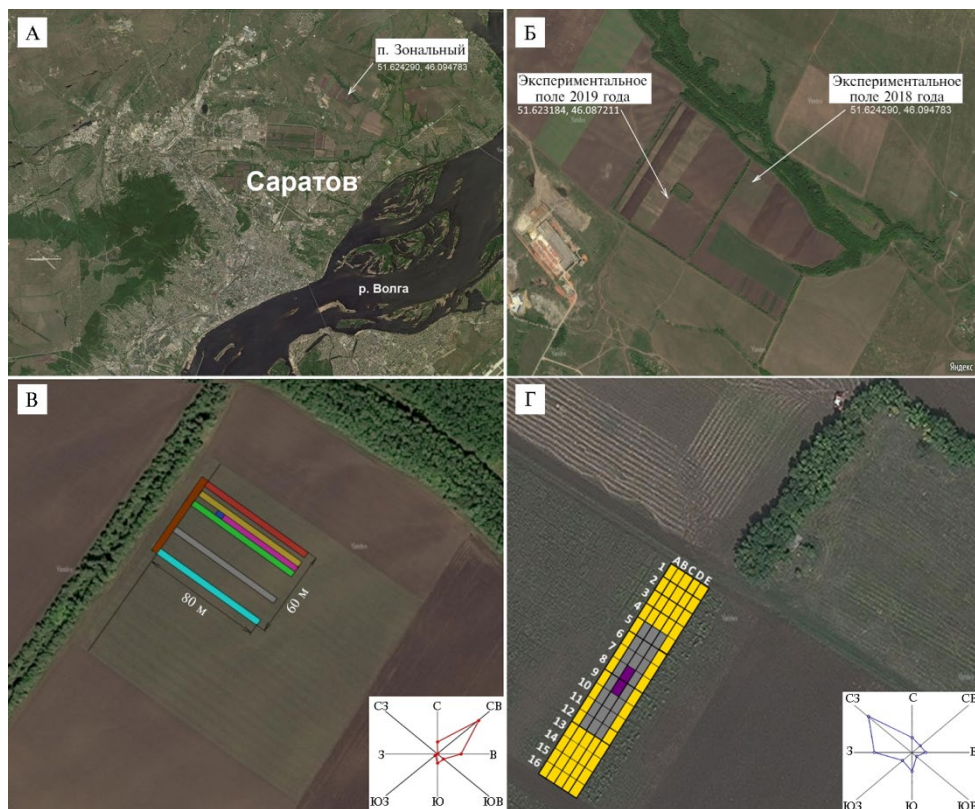 А
п. Зональный
51.624290, 46.094783
Саратов
р. Волга
Б
Экспериментальное
поле 2019 года
51.623184, 46.087211
Экспериментальное
поле 2018 года
51.624290, 46.094783
Яндекс
В
80 м
60 м
С
СВ
В
ЮВ
Ю
ЮЗ
З
СЗ
Г
A B C D E
1
2
3
4
5
6
7
8
9
10
11
12
13
14
15
16
С
СВ
В
ЮВ
Ю
ЮЗ
З
СЗ